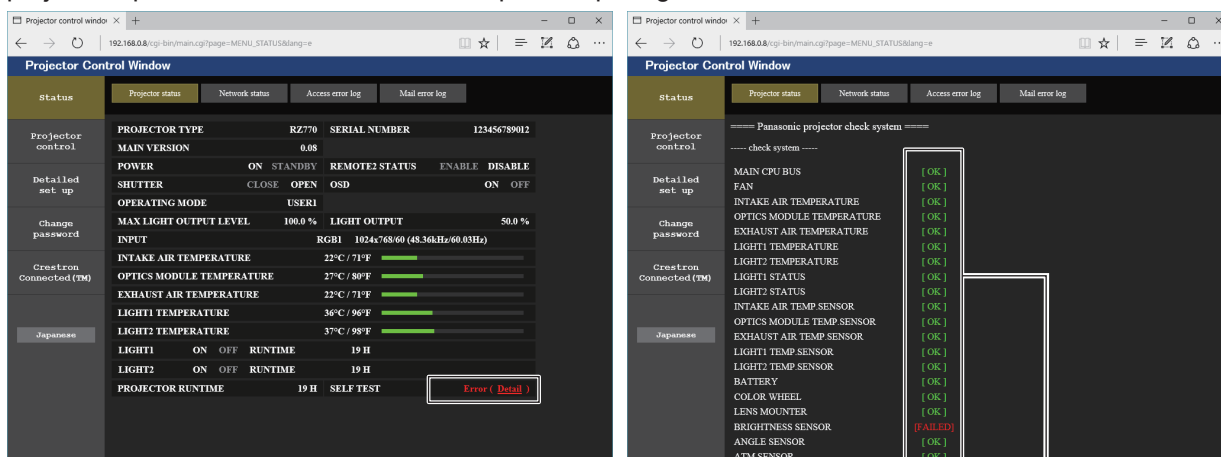 Projector control window
192.168.0.8/cgi-bin/main.cgi?page=MENU_STATUS&lang=e
Projector Control Window
Status
Projector control
Detailed set up
Change password
Crestron Connected(TM)
Japanese
Projector status Network status Access error log Mail error log
PROJECTOR TYPE RZ770 SERIAL NUMBER 123456789012
MAIN VERSION 0.08
POWER ON STANDBY REMOTE2 STATUS ENABLE DISABLE
SHUTTER CLOSE OPEN OSD ON OFF
OPERATING MODE USER1
MAX LIGHT OUTPUT LEVEL 100.0 % LIGHT OUTPUT 50.0 %
INPUT RGB1 1024x768/60 (48.36kHz/60.03Hz)
INTAKE AIR TEMPERATURE 22°C / 71°F
OPTICS MODULE TEMPERATURE 27°C / 80°F
EXHAUST AIR TEMPERATURE 22°C / 71°F
LIGHT1 TEMPERATURE 36°C / 96°F
LIGHT2 TEMPERATURE 37°C / 98°F
LIGHT1 ON OFF RUNTIME 19 H
LIGHT2 ON OFF RUNTIME 19 H
PROJECTOR RUNTIME 19 H SELF TEST Error ( Detail )
Projector control window
192.168.0.8/cgi-bin/main.cgi?page=MENU_STATUS&lang=e
Projector Control Window
Status
Projector control
Detailed set up
Change password
Crestron Connected(TM)
Japanese
Projector status Network status Access error log Mail error log
==== Panasonic projector check system ====
----- check system -----
MAIN CPU BUS [ OK ]
FAN [ OK ]
INTAKE AIR TEMPERATURE [ OK ]
OPTICS MODULE TEMPERATURE [ OK ]
EXHAUST AIR TEMPERATURE [ OK ]
LIGHT1 TEMPERATURE [ OK ]
LIGHT2 TEMPERATURE [ OK ]
LIGHT1 STATUS [ OK ]
LIGHT2 STATUS [ OK ]
INTAKE AIR TEMP.SENSOR [ OK ]
OPTICS MODULE TEMP.SENSOR [ OK ]
EXHAUST AIR TEMP.SENSOR [ OK ]
LIGHT1 TEMP.SENSOR [ OK ]
LIGHT2 TEMP.SENSOR [ OK ]
BATTERY [ OK ]
COLOR WHEEL [ OK ]
LENS MOUNTER [ OK ]
BRIGHTNESS SENSOR [FAILED]
ANGLE SENSOR [ OK ]
ATM SENSOR [ OK ]